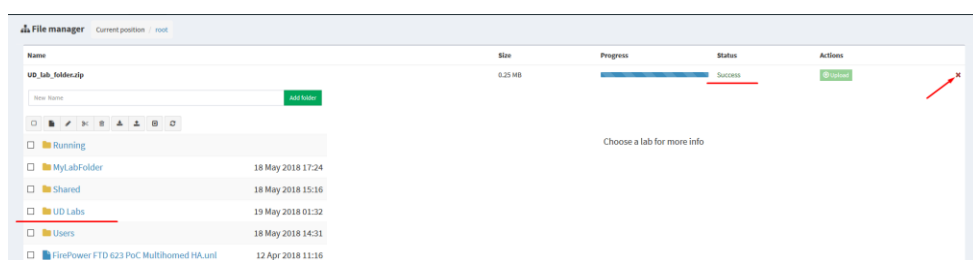 File manager Current position / root
Name Size Progress Status Actions
UD_lab_folder.zip 0.25 MB Success Upload
New Name Add folder
Choose a lab for more info
Running
MyLabFolder 18 May 2018 17:24
Shared 18 May 2018 15:16
UD Labs 19 May 2018 01:32
Users 18 May 2018 14:31
FirePower FTD 623 PoC Multihomed HA.unl 12 Apr 2018 11:16